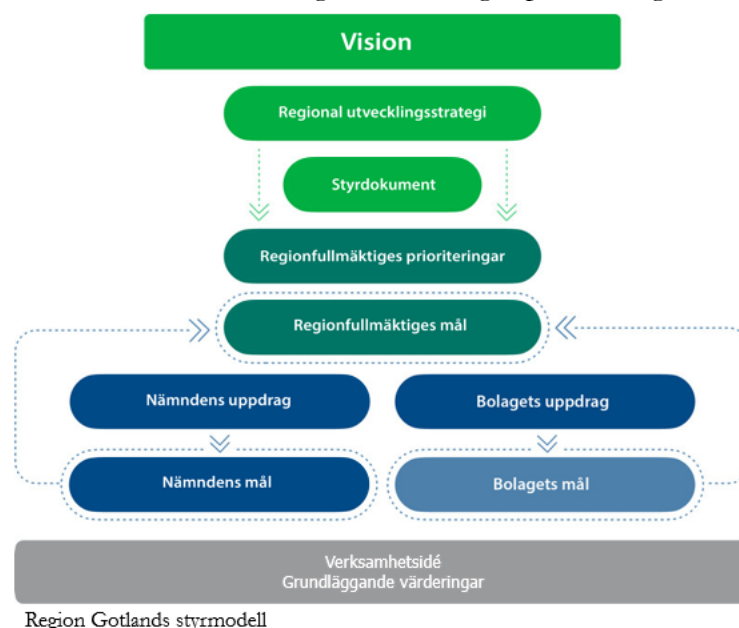 Vision
Regional utvecklingsstrategi
Styrdokument
Regionfullmäktiges prioriteringar
Regionfullmäktiges mål
Nämndens uppdrag
Bolagets uppdrag
Nämndens mål
Bolagets mål
Verksamhetsidé
Grundläggande värderingar
Region Gotlands styrmodell